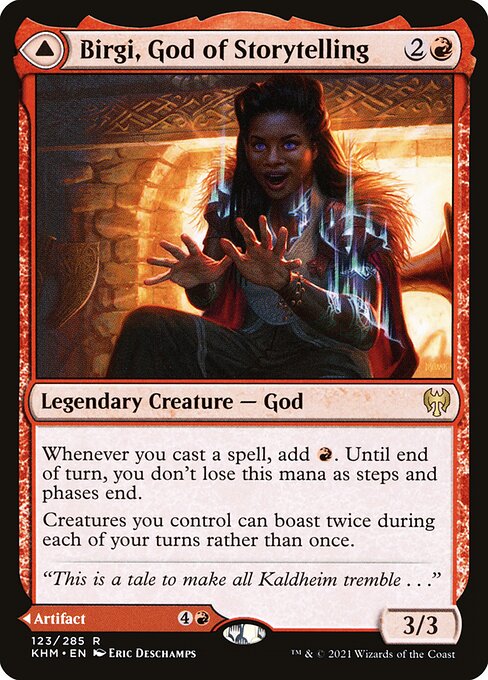 Birgi, God of Storytelling 2
Legendary Creature — God
Whenever you cast a spell, add . Until end
of turn, you don't lose this mana as steps and
phases end.
Creatures you control can boast twice during
each of your turns rather than once.
“This is a tale to make all Kaldheim tremble . . .”
Artifact 4
3/3
123/285 R
KHM • EN Eric Deschamps
™ & © 2021 Wizards of the Coast